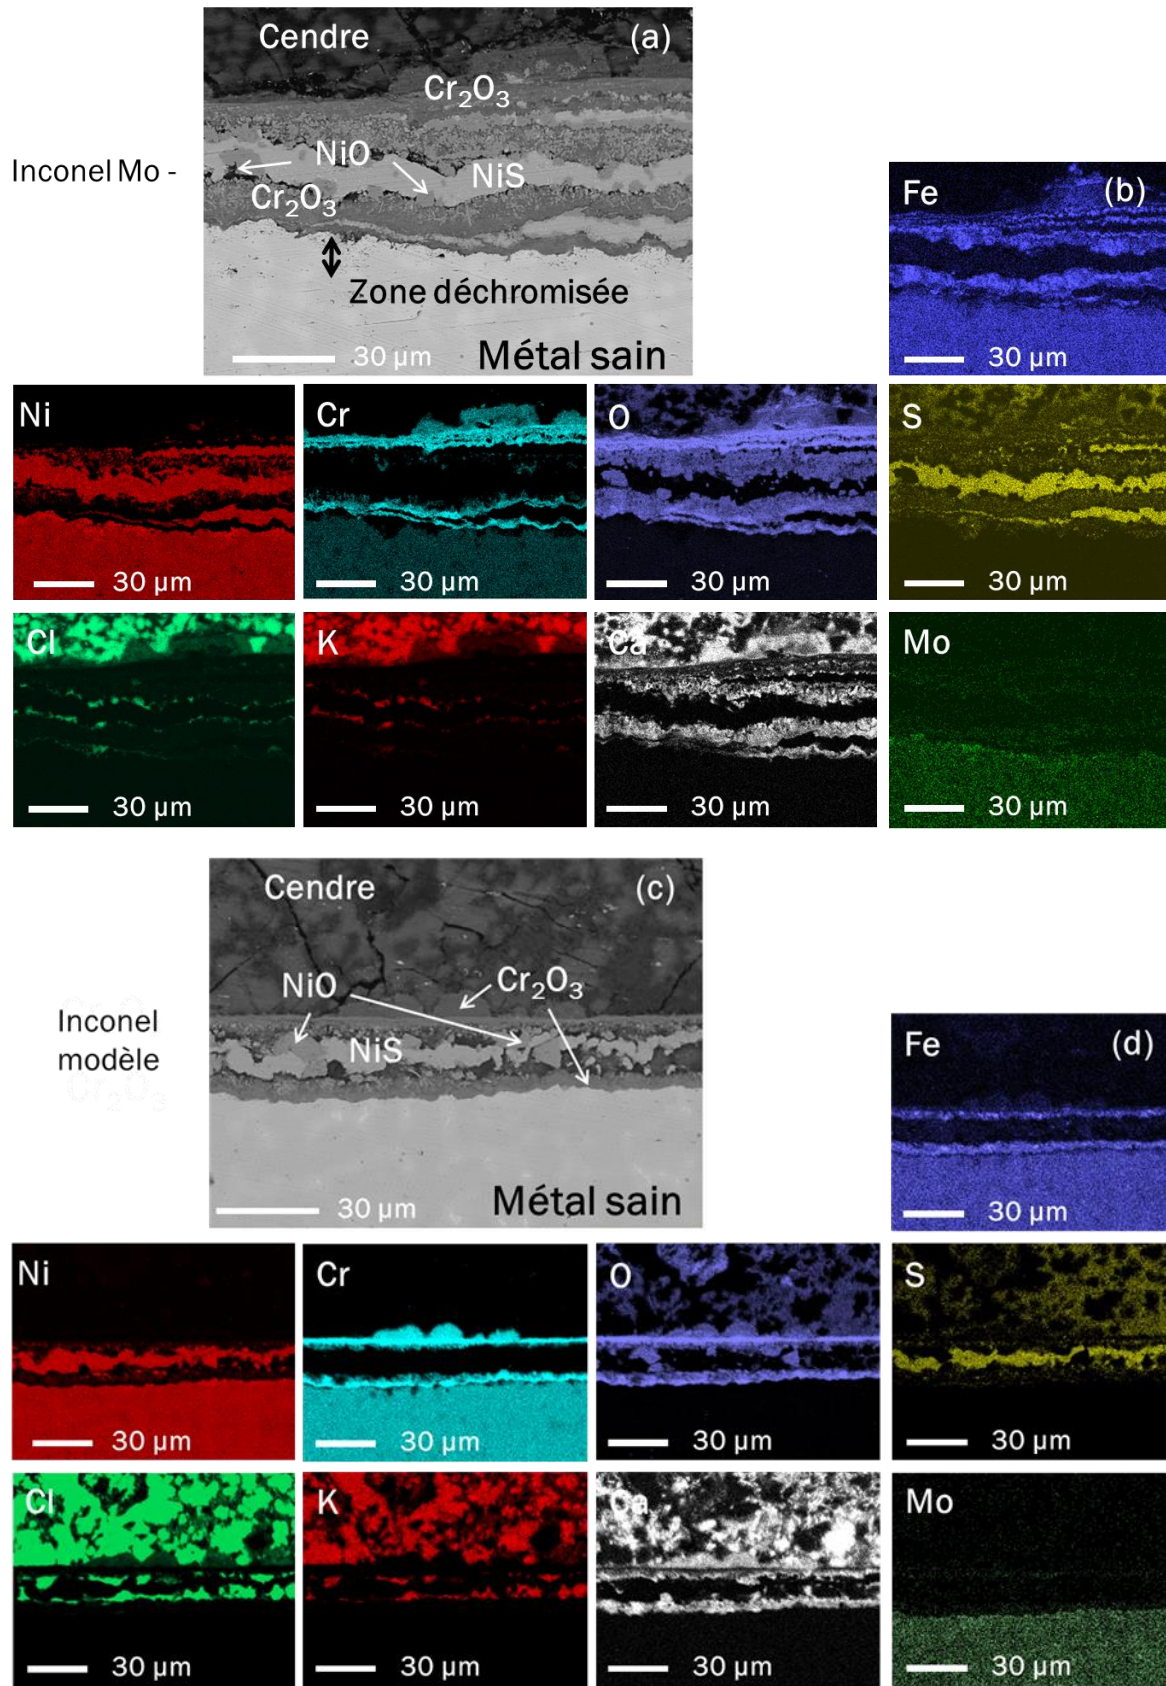 Cendre
(a)
Cr₂O₃
Inconel Mo -
NiO
NiS
Cr₂O₃
Zone déchromisée
30 µm
Métal sain
Fe
(b)
30 µm
Ni
30 µm
Cr
30 µm
O
30 µm
S
30 µm
Cl
30 µm
K
30 µm
Ca
30 µm
Mo
30 µm
Cendre
(c)
NiO
Cr₂O₃
Inconel
modèle
NiS
Cr₂O₃
30 µm
Métal sain
Fe
(d)
30 µm
Ni
30 µm
Cr
30 µm
O
30 µm
S
30 µm
Cl
30 µm
K
30 µm
Ca
30 µm
Mo
30 µm